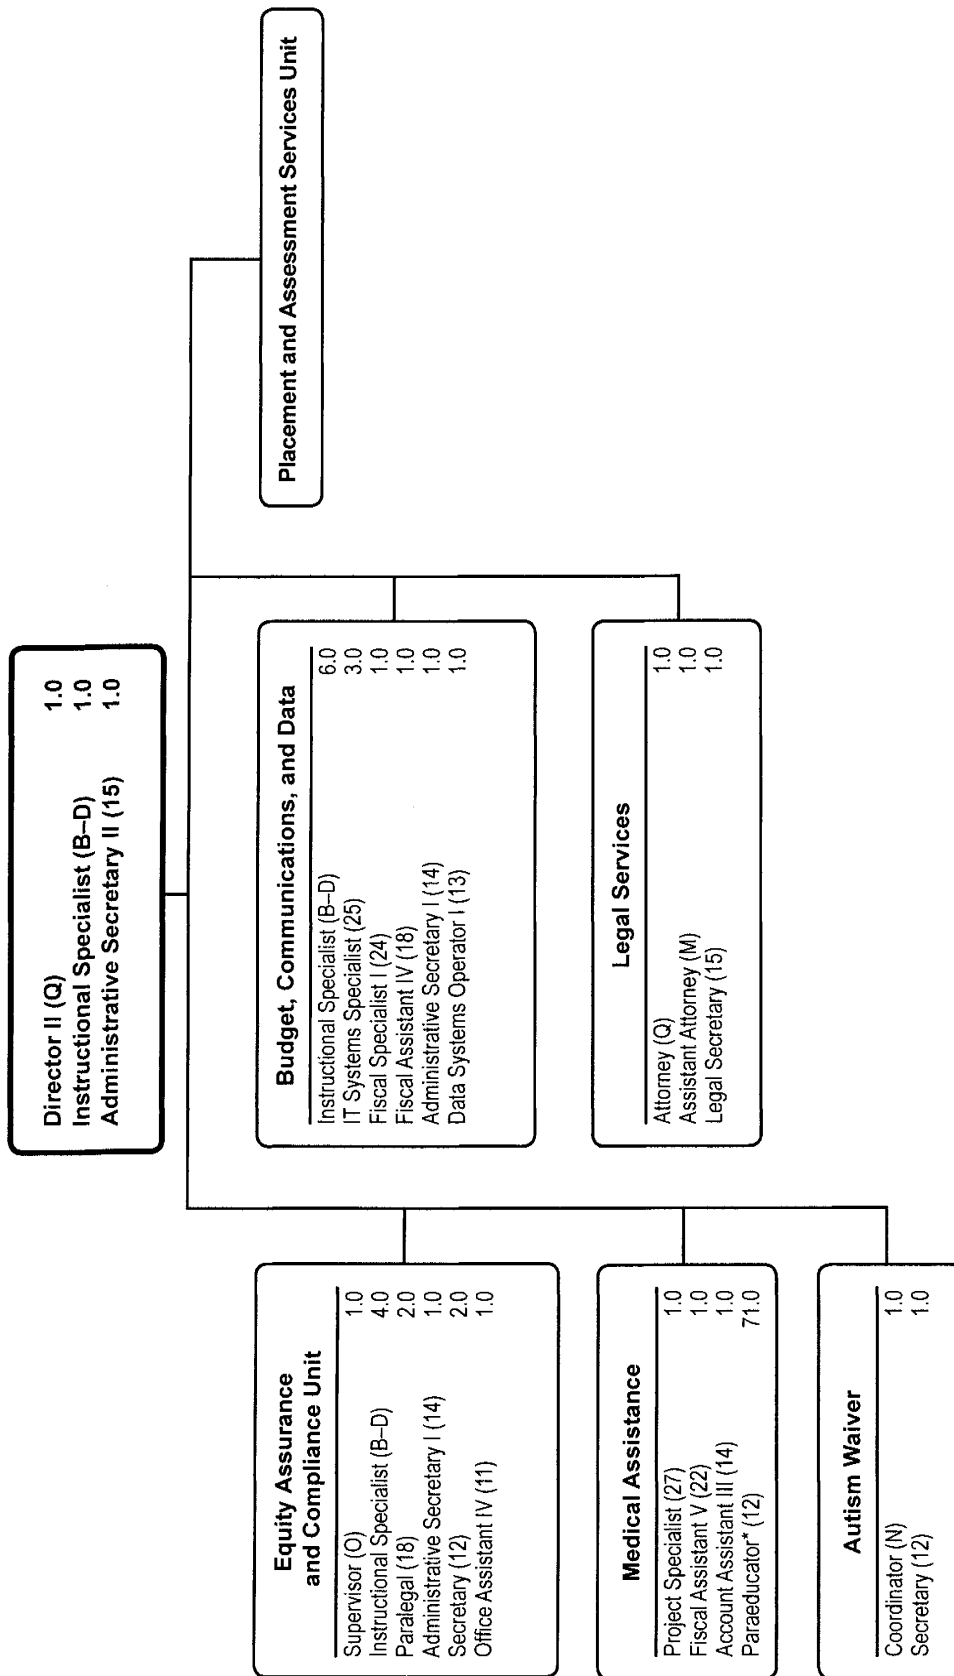 Director II (Q) 1.0
Instructional Specialist (B–D) 1.0
Administrative Secretary II (15) 1.0
Equity Assurance
and Compliance Unit
Supervisor (O) 1.0
Instructional Specialist (B–D) 4.0
Paralegal (18) 2.0
Administrative Secretary I (14) 1.0
Secretary (12) 2.0
Office Assistant IV (11) 1.0
Medical Assistance
Project Specialist (27) 1.0
Fiscal Assistant V (22) 1.0
Account Assistant III (14) 1.0
Paraeducator* (12) 71.0
Autism Waiver
Coordinator (N) 1.0
Secretary (12) 1.0
Budget, Communications, and Data
Instructional Specialist (B–D) 6.0
IT Systems Specialist (25) 3.0
Fiscal Specialist I (24) 1.0
Fiscal Assistant IV (18) 1.0
Administrative Secretary I (14) 1.0
Data Systems Operator I (13) 1.0
Legal Services
Attorney (Q) 1.0
Assistant Attorney (M) 1.0
Legal Secretary (15) 1.0
Placement and Assessment Services Unit